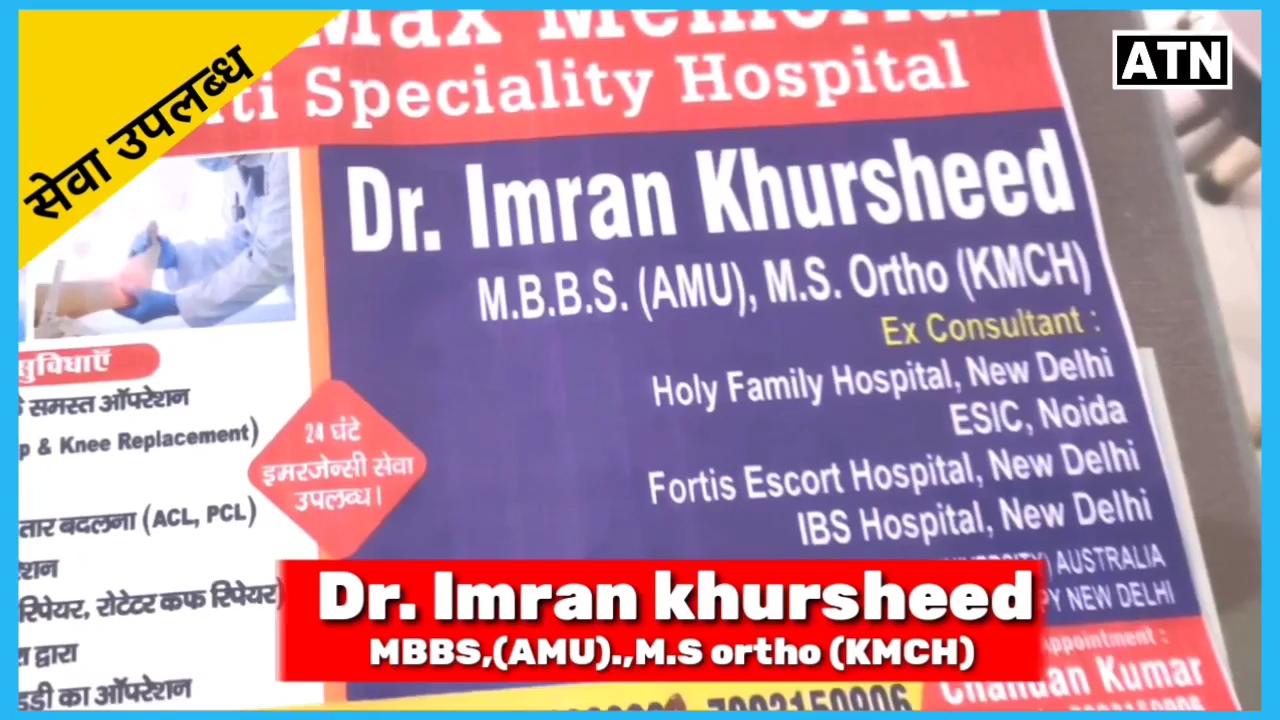 सेवा उपलब्ध
ATN
Max Memorial
Speciality Hospital
Dr. Imran Khursheed
M.B.B.S. (AMU), M.S. Ortho (KMCH)
Ex Consultant :
Holy Family Hospital, New Delhi
ESIC, Noida
Fortis Escort Hospital, New Delhi
IBS Hospital, New Delhi
AUSTRALIA
NEW DELHI
सुविधाएँ
समस्त ऑपरेशन
& Knee Replacement)
बदलना (ACL, PCL)
रिपेयर, रोटेटर कफ रिपेयर)
द्वारा
का ऑपरेशन
24 घंटे
इमरजेन्सी सेवा
उपलब्ध।
Dr. Imran khursheed
MBBS,(AMU).,M.S ortho (KMCH)
Appointment :
Chandan Kumar